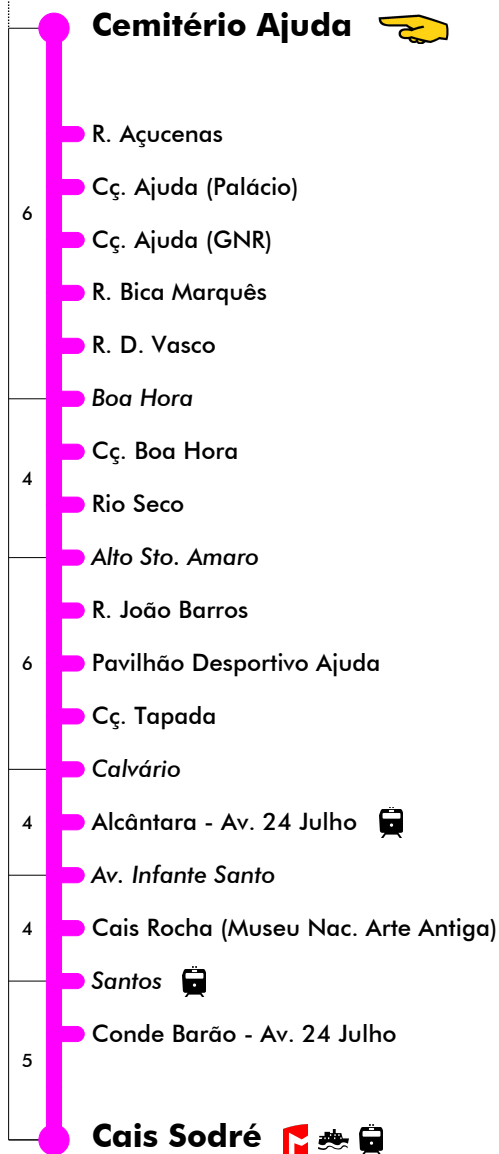 Cemitério Ajuda
R. Açucenas
Cç. Ajuda (Palácio)
6
Cç. Ajuda (GNR)
R. Bica Marquês
R. D. Vasco
Boa Hora
Cç. Boa Hora
4
Rio Seco
Alto Sto. Amaro
R. João Barros
6 Pavilhão Desportivo Ajuda
Cç. Tapada
Calvário
4 Alcântara - Av. 24 Julho
Av. Infante Santo
4 Cais Rocha (Museu Nac. Arte Antiga)
Santos
Conde Barão - Av. 24 Julho
5
Cais Sodré